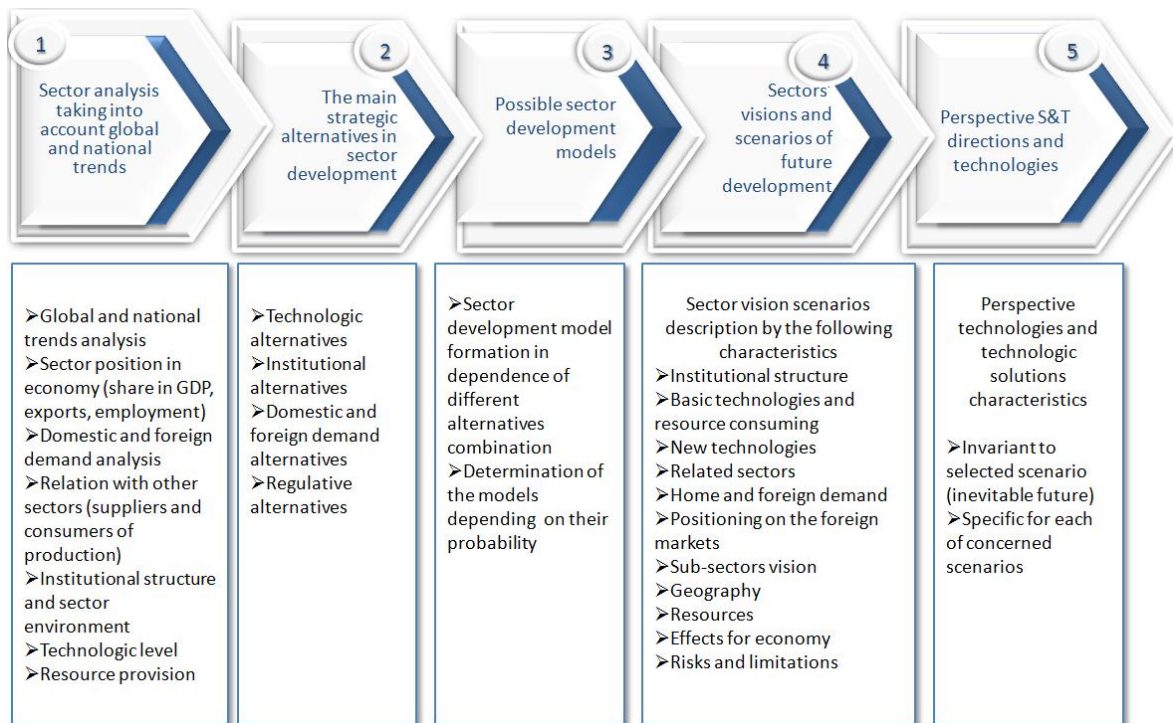 1
Sector analysis
taking into
account global
and national
trends
2
The main
strategic
alternatives in
sector
development
3
Possible sector
development
models
4
Sectors'
visions and
scenarios of
future
development
5
Perspective S&T
directions and
technologies
➢Global and national
trends analysis
➢Sector position in
economy (share in GDP,
exports, employment)
➢Domestic and foreign
demand analysis
➢Relation with other
sectors (suppliers and
consumers of
production)
➢Institutional structure
and sector
environment
➢Technologic level
➢Resource provision
➢Technologic
alternatives
➢Institutional
alternatives
➢Domestic and
foreign demand
alternatives
➢Regulative
alternatives
➢Sector
development model
formation in
dependence of
different
alternatives
combination
➢Determination of
the models
depending on their
probability
Sector vision scenarios
description by the following
characteristics
➢Institutional structure
➢Basic technologies and
resource consuming
➢New technologies
➢Related sectors
➢Home and foreign demand
➢Positioning on the foreign
markets
➢Sub-sectors vision
➢Geography
➢Resources
➢Effects for economy
➢Risks and limitations
Perspective
technologies and
technologic
solutions
characteristics
➢Invariant to
selected scenario
(inevitable future)
➢Specific for each
of concerned
scenarios